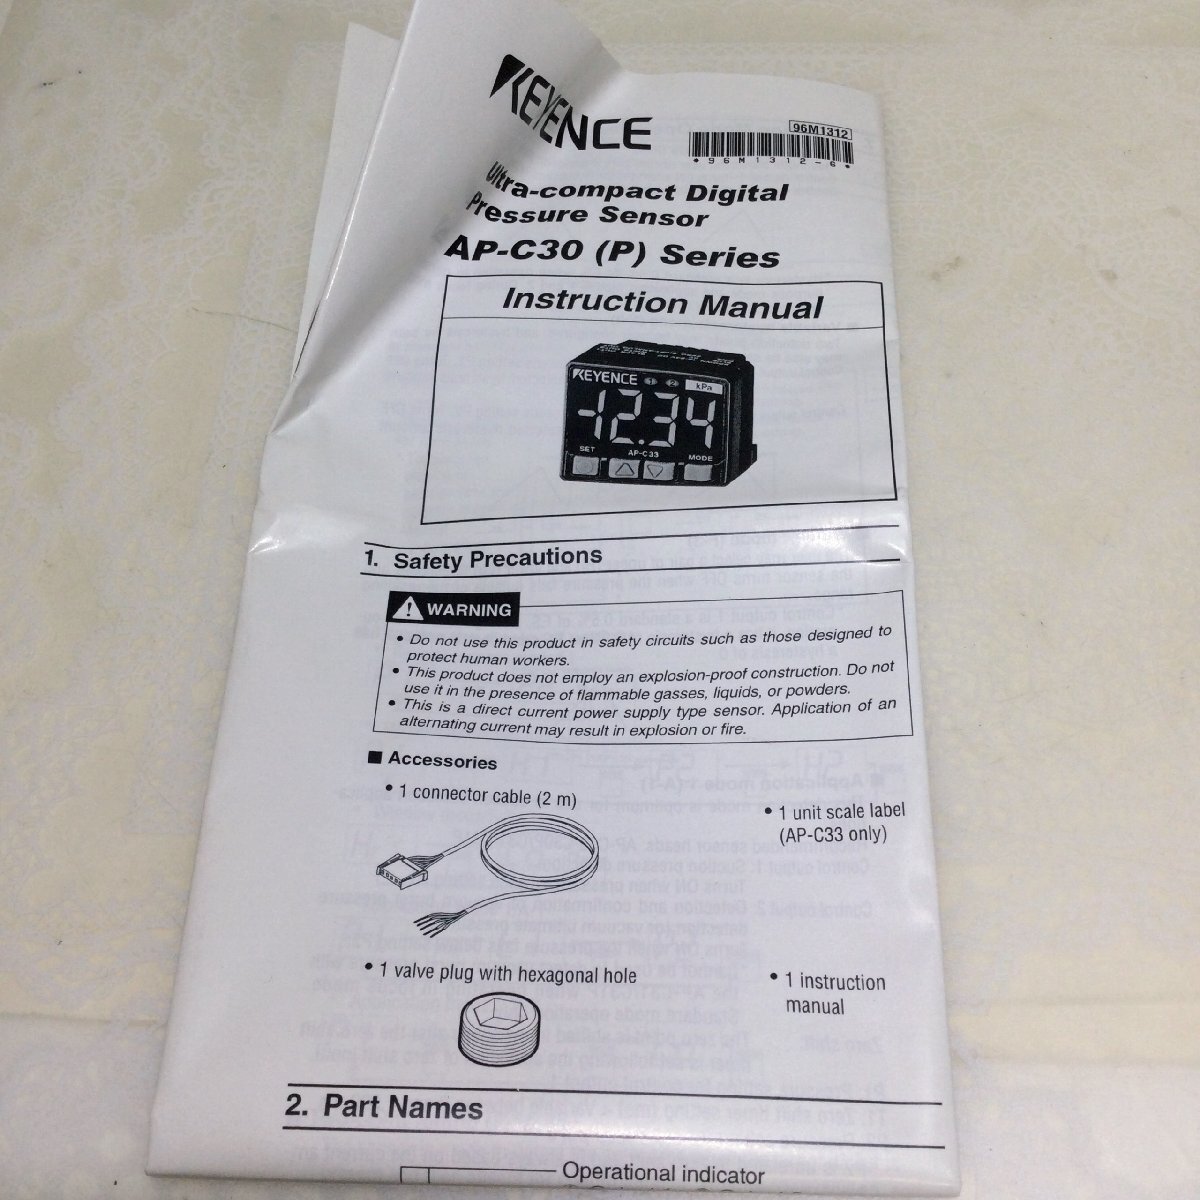 KEYENCE
96M1312
*96M1312-6*
Ultra-compact Digital
Pressure Sensor
AP-C30 (P) Series
Instruction Manual
KEYENCE
kPa
-12.34
SET
AP-C33
MODE
1. Safety Precautions
WARNING
• Do not use this product in safety circuits such as those designed to
protect human workers.
• This product does not employ an explosion-proof construction. Do not
use it in the presence of flammable gasses, liquids, or powders.
• This is a direct current power supply type sensor. Application of an
alternating current may result in explosion or fire.
■ Accessories
• 1 connector cable (2 m)
• 1 unit scale label
(AP-C33 only)
• 1 valve plug with hexagonal hole
• 1 instruction
manual
2. Part Names
Operational indicator